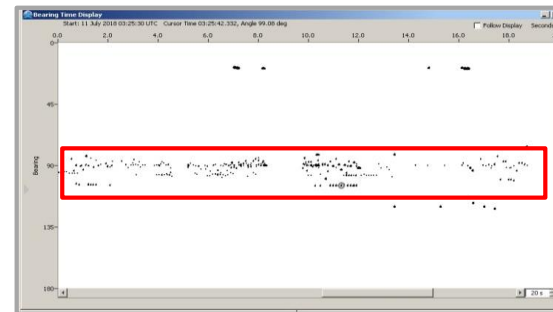 Bearing Time Display
Start: 11 July 2018 03:25:30 UTC Cursor Time 03:25:42.332, Angle 99.08 deg
Follow Display Seconds
0.0 2.0 4.0 6.0 8.0 10.0 12.0 14.0 16.0 18.0
0
45
90
135
180
Bearing
20 s